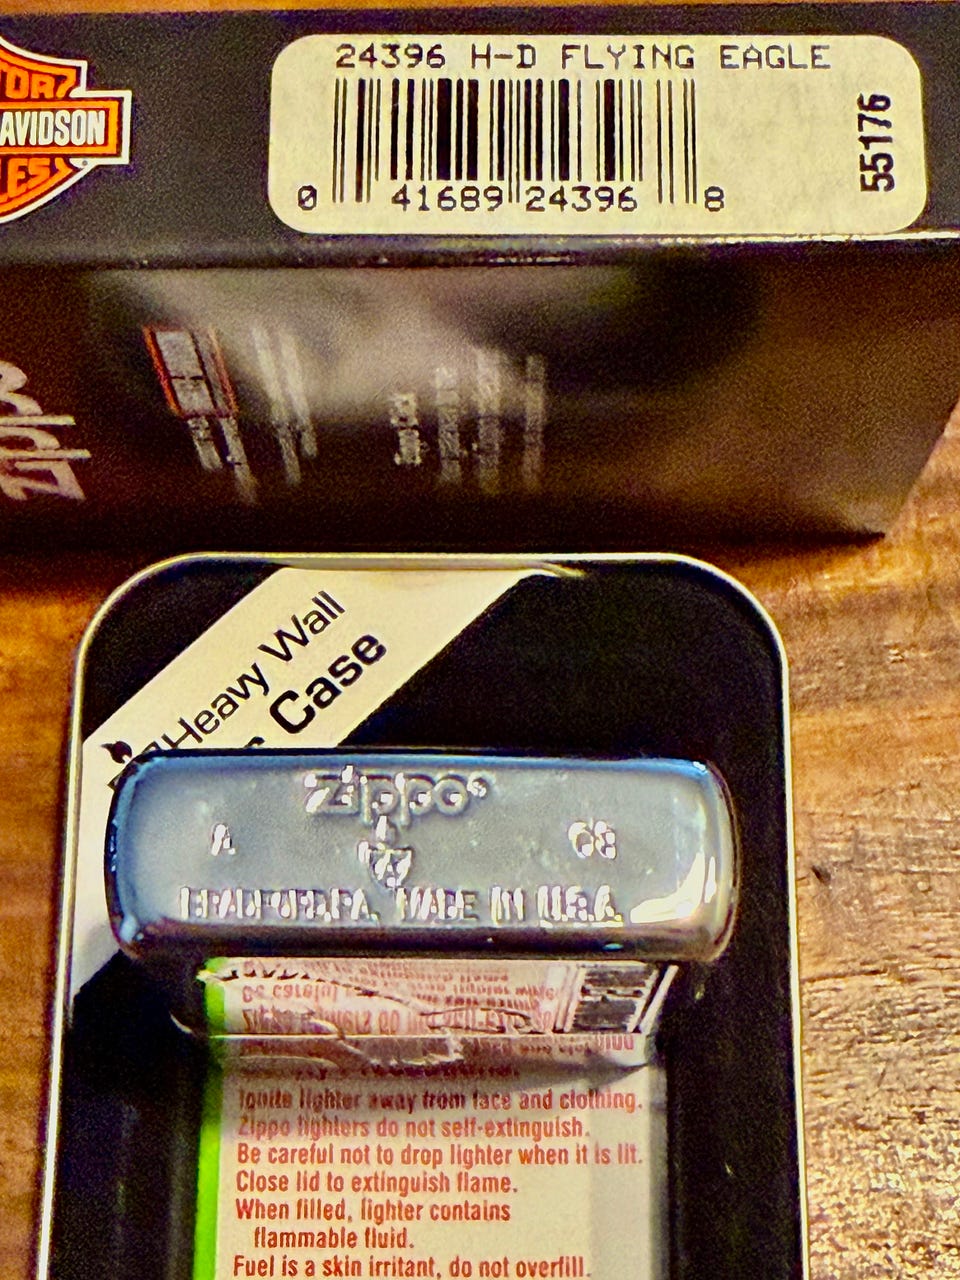 24396 H-D FLYING EAGLE
0 41689 24396 8
55176
Heavy Wall
Case
Zippo
A 08
BRADFORD, PA. MADE IN U.S.A.
Ignite lighter away from face and clothing.
Zippo lighters do not self-extinguish.
Be careful not to drop lighter when it is lit.
Close lid to extinguish flame.
When filled, lighter contains
flammable fluid.
Fuel is a skin irritant, do not overfill.